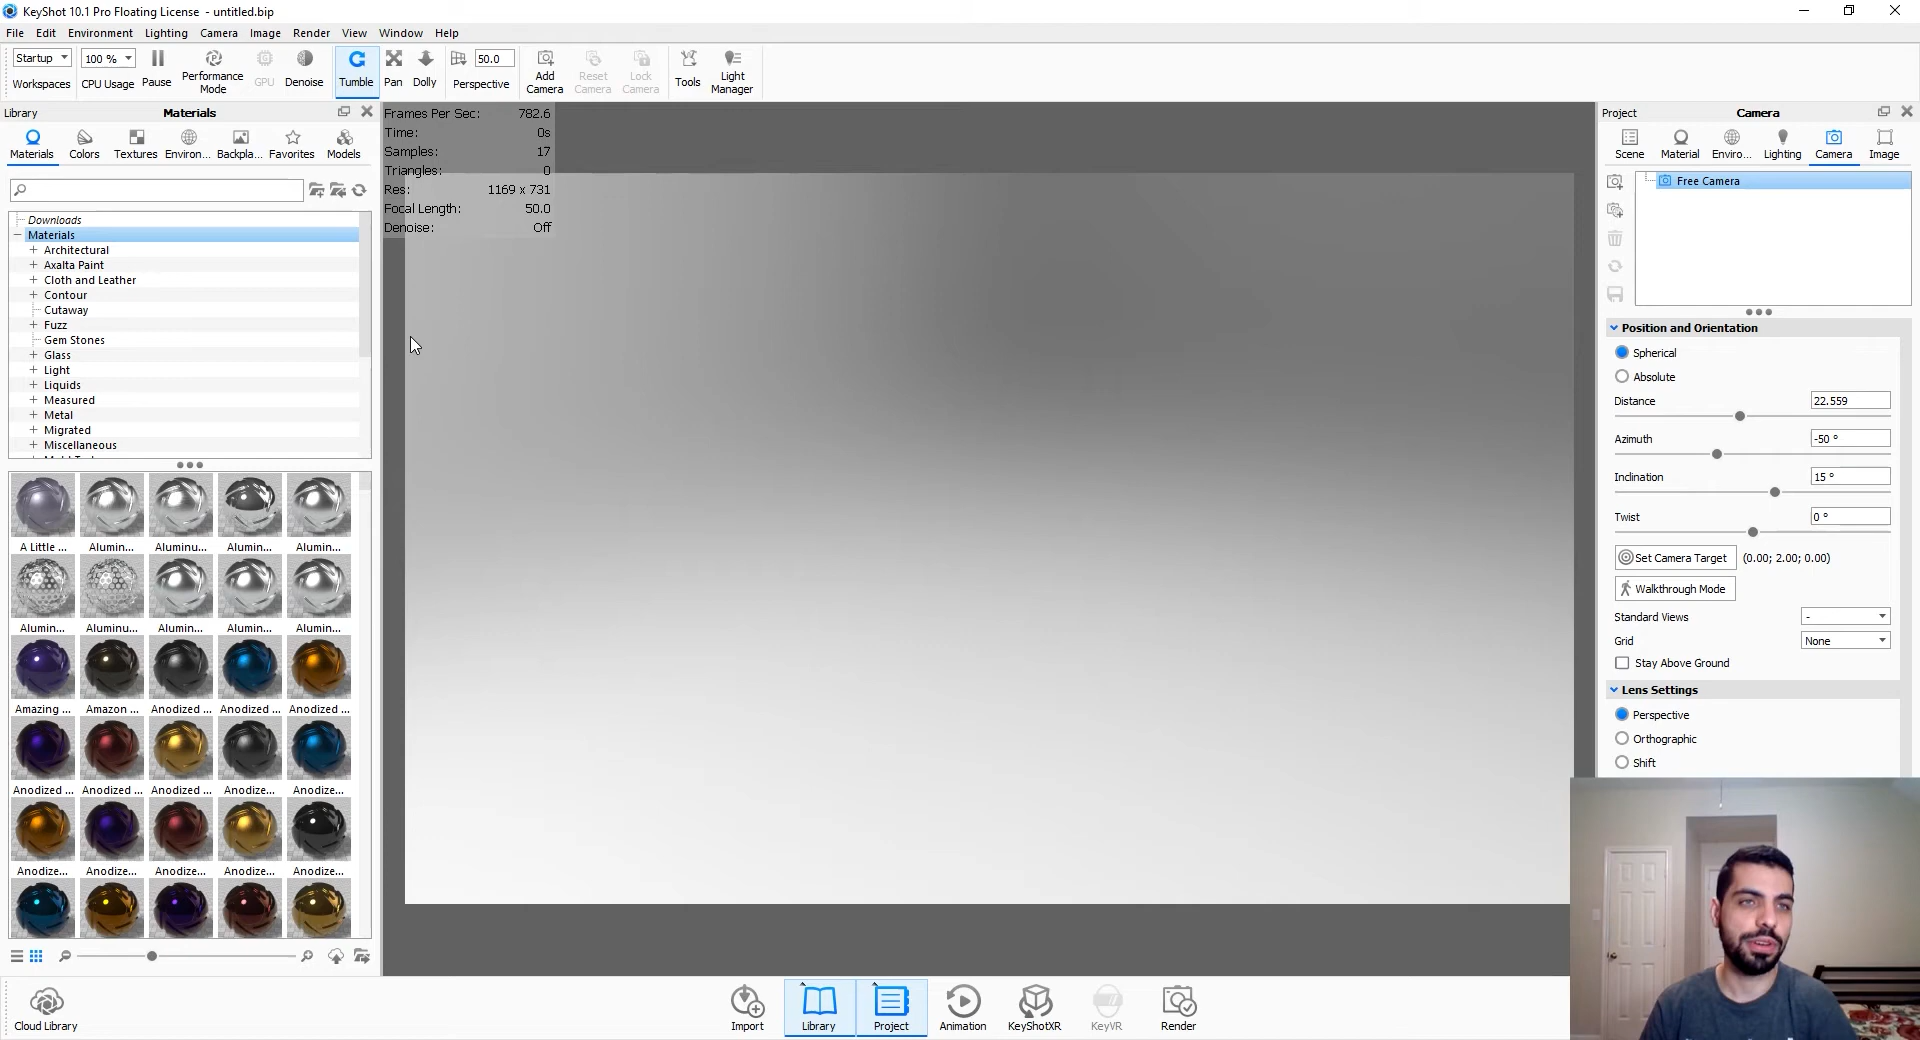 KeyShot 10.1 Pro Floating License - untitled.bip
File Edit Environment Lighting Camera Image Render View Window Help
Startup 100 % 50.0
Workspaces CPU Usage Pause Performance Mode GPU Denoise Tumble Pan Dolly Perspective Add Camera Reset Camera Lock Camera Tools Light Manager
Library Materials
Materials Colors Textures Environ... Backpla... Favorites Models
Downloads
Materials
Architectural
Axalta Paint
Cloth and Leather
Contour
Cutaway
Fuzz
Gem Stones
Glass
Light
Liquids
Measured
Metal
Migrated
Miscellaneous
A Little ... Alumin... Aluminu... Alumin... Alumin...
Alumin... Aluminu... Alumin... Alumin... Alumin...
Amazing ... Amazon ... Anodized ... Anodized ... Anodized ...
Anodized ... Anodized ... Anodized ... Anodize... Anodize...
Anodize... Anodize... Anodize... Anodize... Anodize...
Frames Per Sec: 782.6
Time: 0s
Samples: 17
Triangles: 0
Res: 1169 x 731
Focal Length: 50.0
Denoise: Off
Project Camera
Scene Material Enviro... Lighting Camera Image
Free Camera
Position and Orientation
Spherical
Absolute
Distance 22.559
Azimuth -50 °
Inclination 15 °
Twist 0 °
Set Camera Target (0.00; 2.00; 0.00)
Walkthrough Mode
Standard Views -
Grid None
Stay Above Ground
Lens Settings
Perspective
Orthographic
Shift
Cloud Library Import Library Project Animation KeyShotXR KeyVR Render